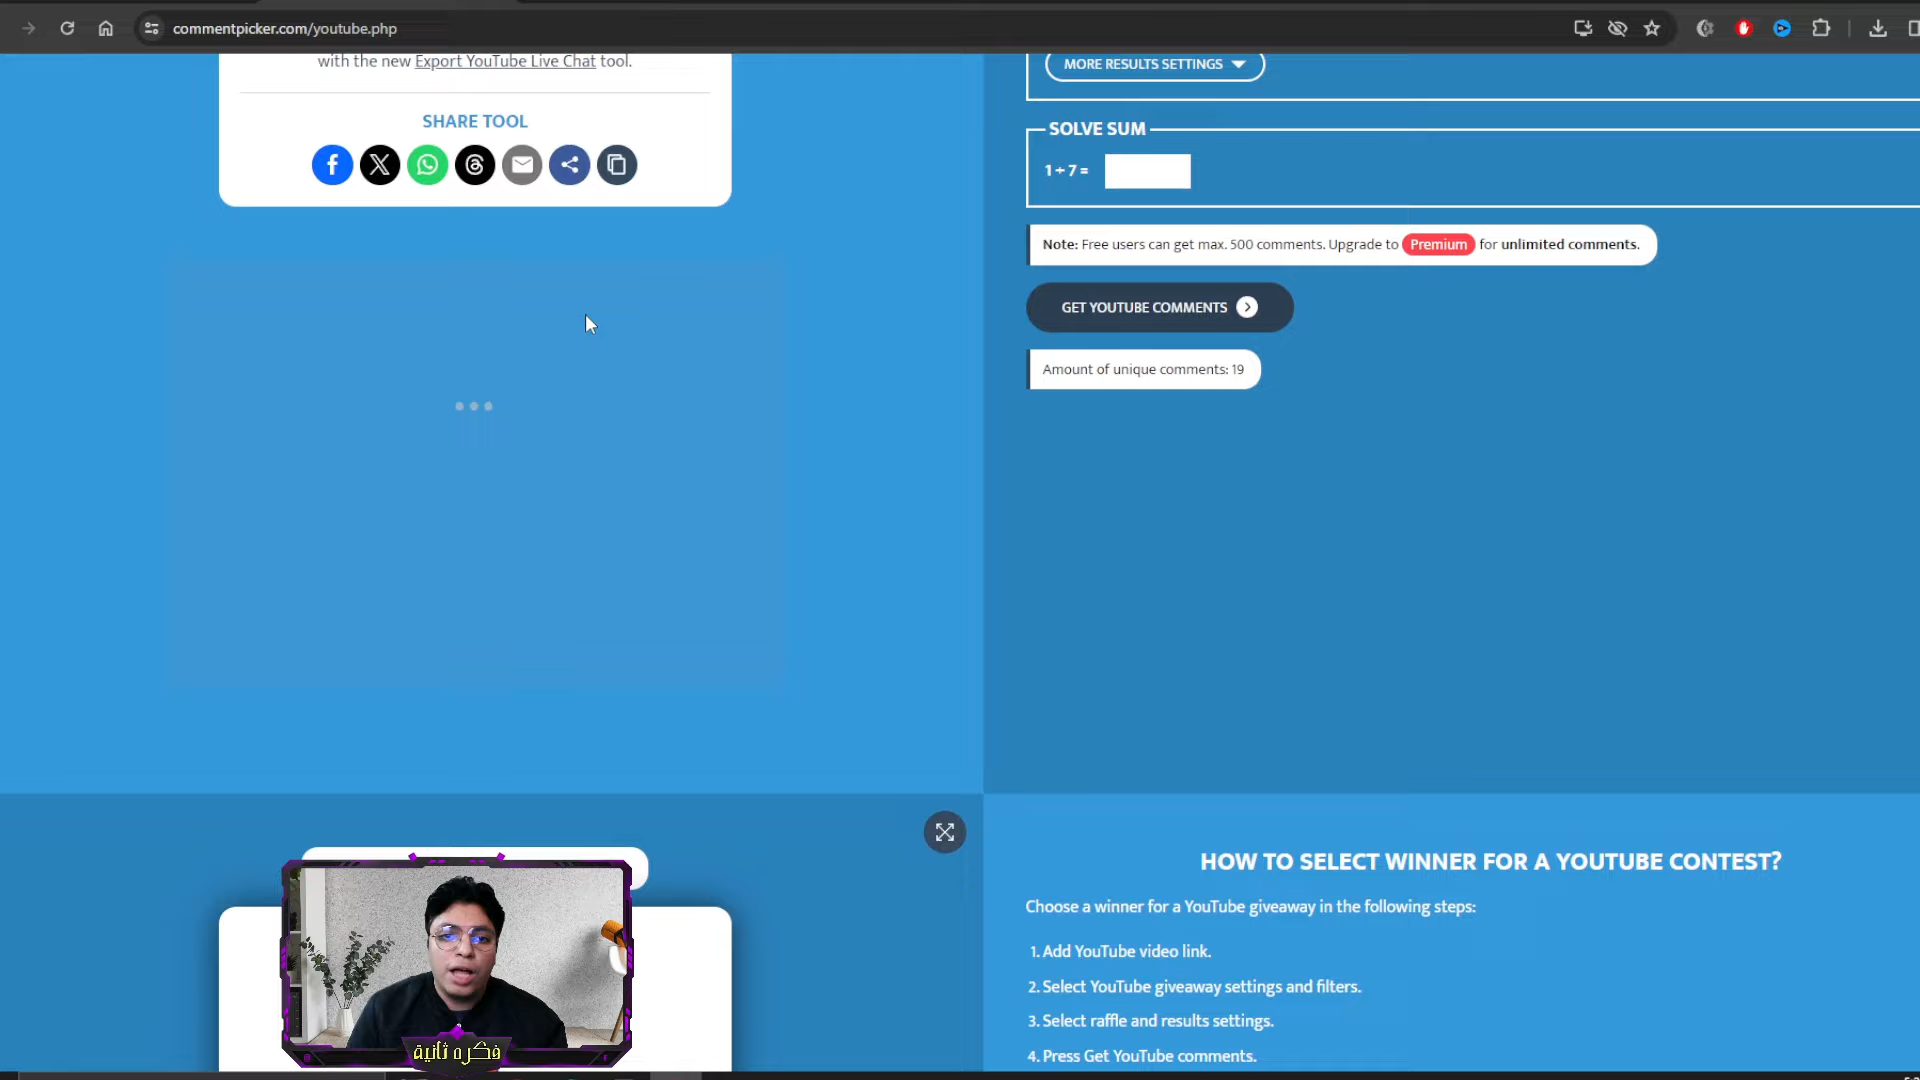 commentpicker.com/youtube.php
with the new Export YouTube Live Chat tool.
SHARE TOOL
MORE RESULTS SETTINGS
SOLVE SUM
1 + 7 =
Note: Free users can get max. 500 comments. Upgrade to Premium for unlimited comments.
GET YOUTUBE COMMENTS
Amount of unique comments: 19
HOW TO SELECT WINNER FOR A YOUTUBE CONTEST?
Choose a winner for a YouTube giveaway in the following steps:
1. Add YouTube video link.
2. Select YouTube giveaway settings and filters.
3. Select raffle and results settings.
4. Press Get YouTube comments.
فكره ثانية